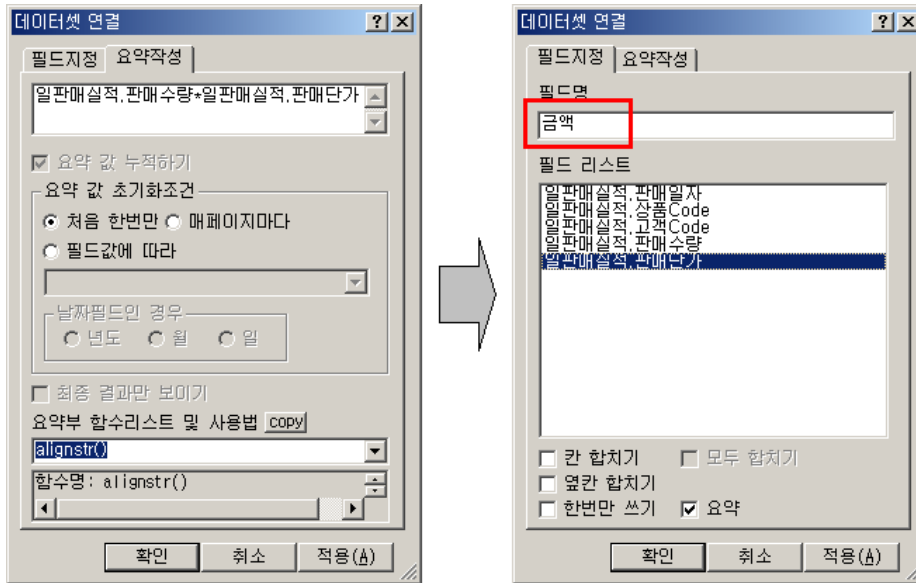 데이터셋 연결
필드지정 요약작성
일판매실적.판매수량*일판매실적.판매단가
요약 값 누적하기
요약 값 초기화조건
처음 한번만 매페이지마다
필드값에 따라
날짜필드인 경우
년도 월 일
최종 결과만 보이기
요약부 함수리스트 및 사용법 copy
alignstr()
함수명: alignstr()
확인 취소 적용(A)
데이터셋 연결
필드지정 요약작성
필드명
금액
필드 리스트
일판매실적.판매일자
일판매실적.상품Code
일판매실적.고객Code
일판매실적.판매수량
일판매실적.판매단가
칸 합치기 모두 합치기
옆칸 합치기
한번만 쓰기 요약
확인 취소 적용(A)